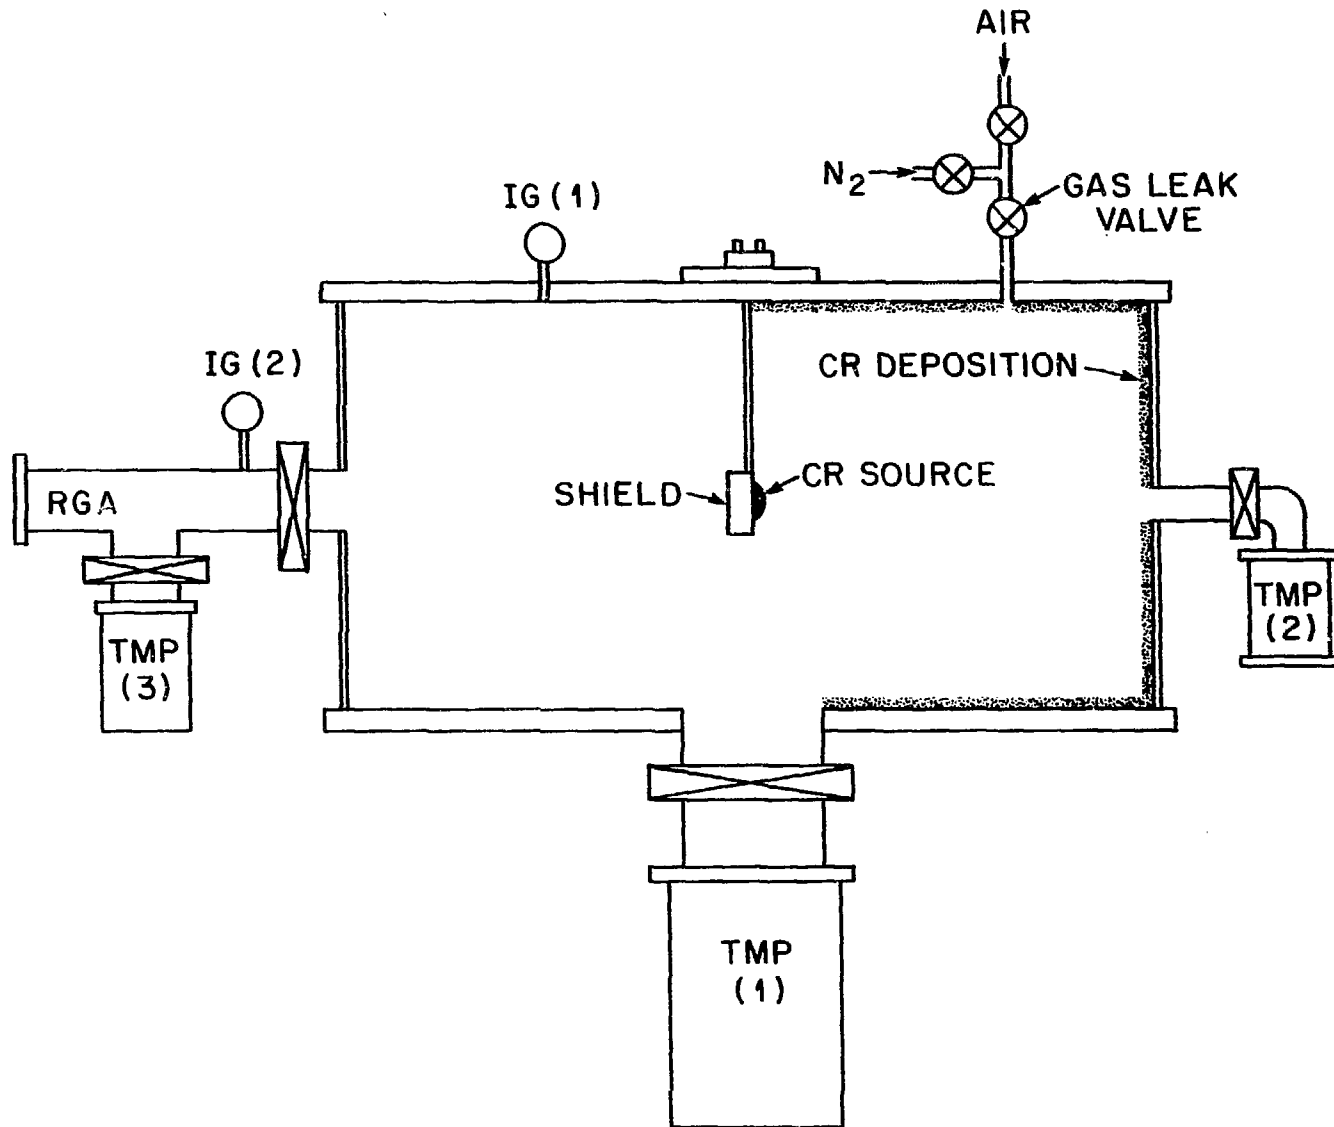 AIR
N2
GAS LEAK
VALVE
IG (1)
IG (2)
CR DEPOSITION
RGA
SHIELD
CR SOURCE
TMP
(2)
TMP
(3)
TMP
(1)